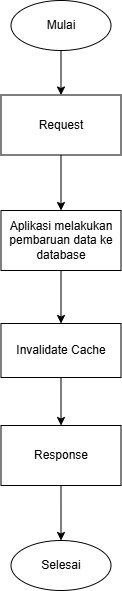 Mulai
Request
Aplikasi melakukan
pembaruan data ke
database
Invalidate Cache
Response
Selesai